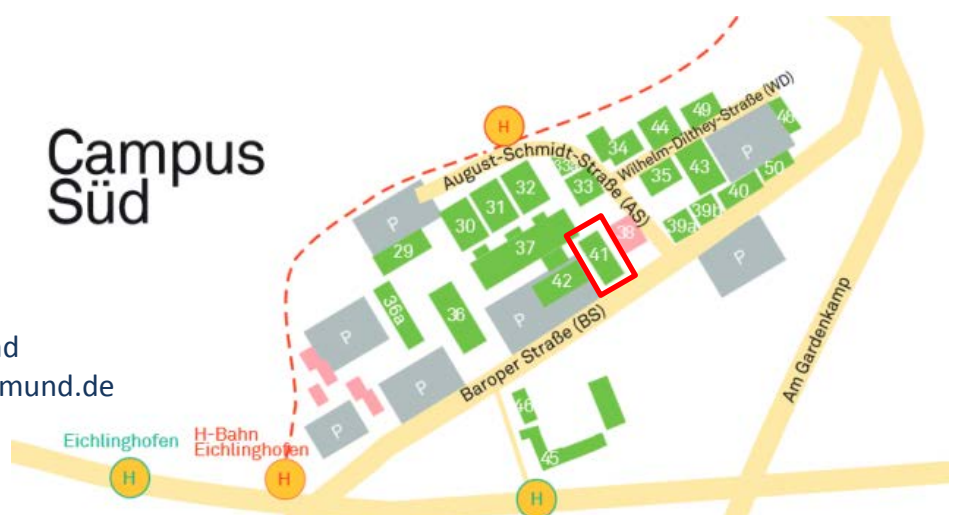 Campus
Süd
nd
mund.de
H
August-Schmidt-Straße (AS)
Wilhelm-Dilthey-Straße (WD)
49
48
44
34
P
33a
43
50
32
35
33
40
31
39b
30
P
39a
38
37
29
41
P
42
36a
36
P
P
Baroper Straße (BS)
Am Gardenkamp
P
P
46
45
Eichlinghofen
H-Bahn
Eichlinghofen
H
H
H